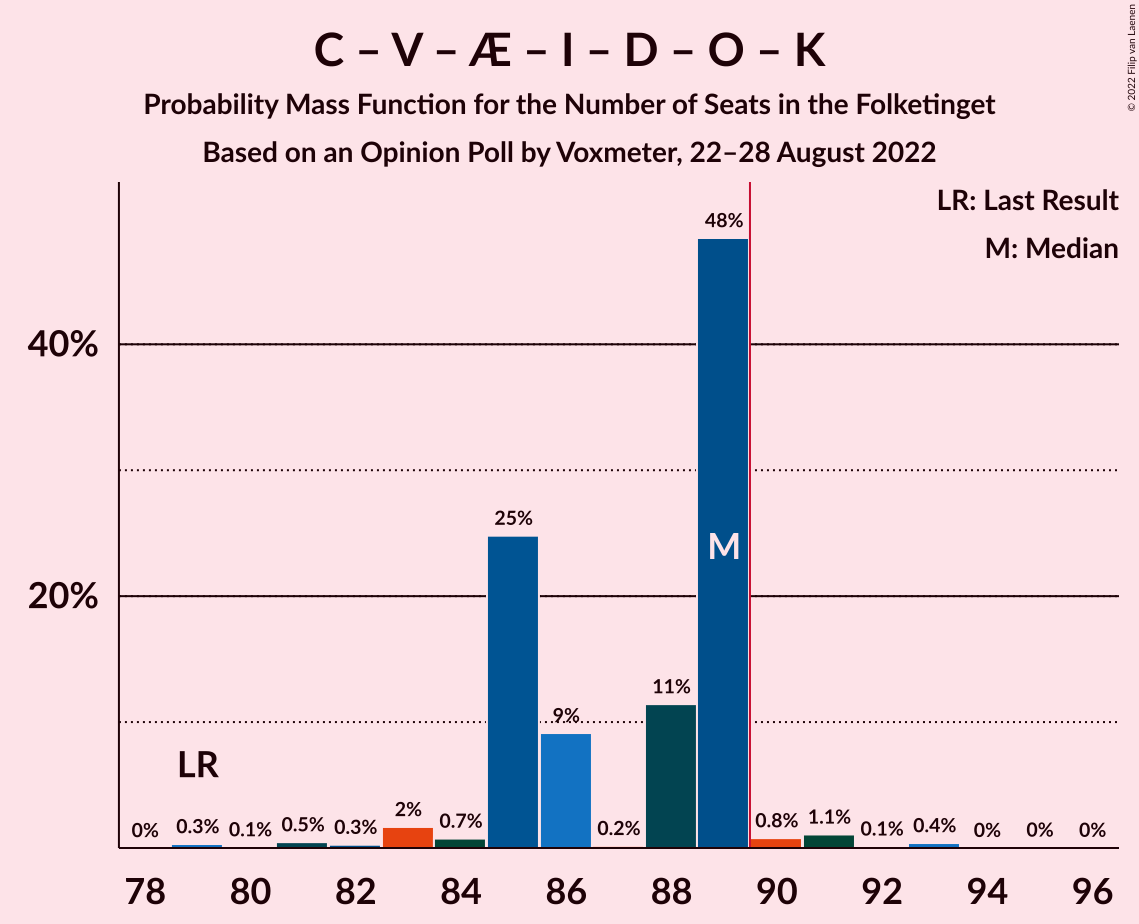 C – V – Æ – I – D – O – K
Probability Mass Function for the Number of Seats in the Folketinget
Based on an Opinion Poll by Voxmeter, 22–28 August 2022
© 2022 Filip van Laenen
LR: Last Result
M: Median
40%
20%
0%
LR
0.3%
0.1%
0.5%
0.3%
2%
0.7%
25%
9%
0.2%
11%
48%
M
0.8%
1.1%
0.1%
0.4%
0%
0%
0%
78 80 82 84 86 88 90 92 94 96